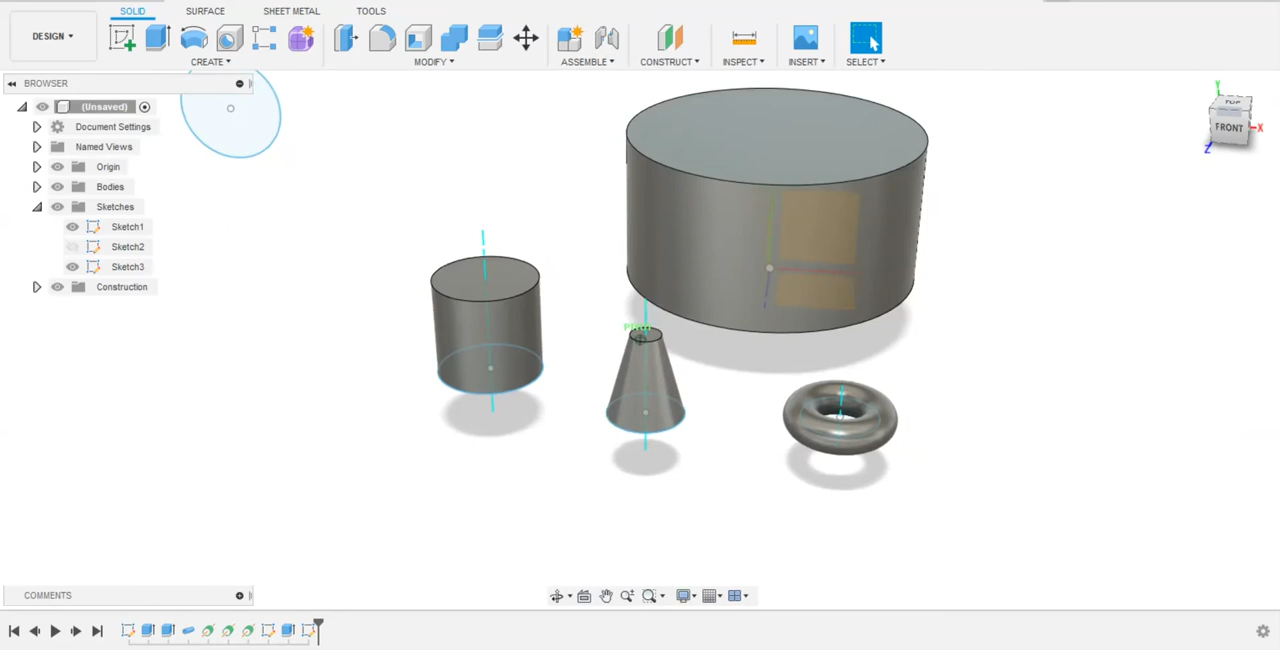 SOLID SURFACE SHEET METAL TOOLS
DESIGN
CREATE MODIFY ASSEMBLE CONSTRUCT INSPECT INSERT SELECT
BROWSER
(Unsaved)
Document Settings
Named Views
Origin
Bodies
Sketches
Sketch1
Sketch2
Sketch3
Construction
Y
TOP
FRONT
X
Z
COMMENTS